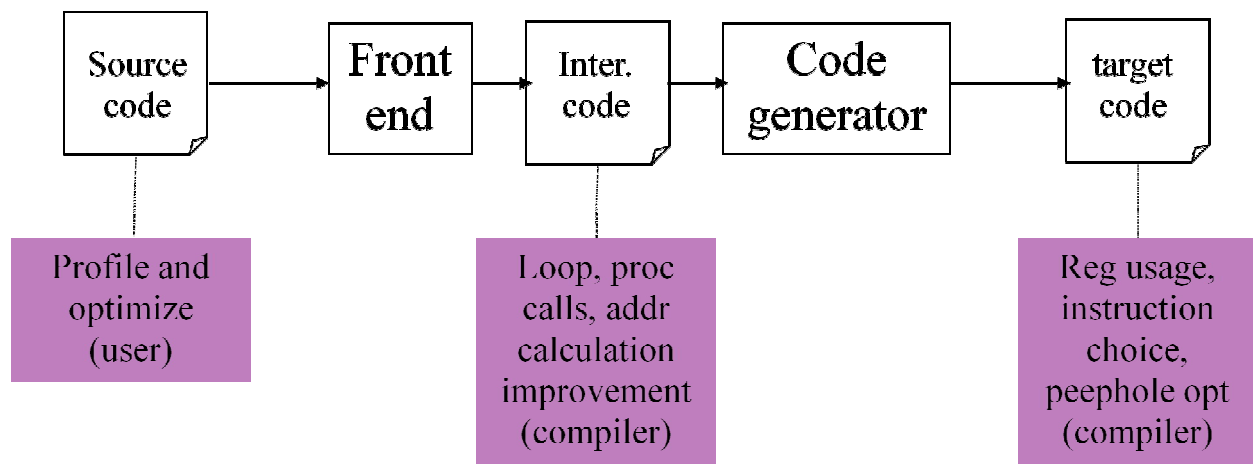 Source
code
Front
end
Inter.
code
Code
generator
target
code
Profile and
optimize
(user)
Loop, proc
calls, addr
calculation
improvement
(compiler)
Reg usage,
instruction
choice,
peephole opt
(compiler)